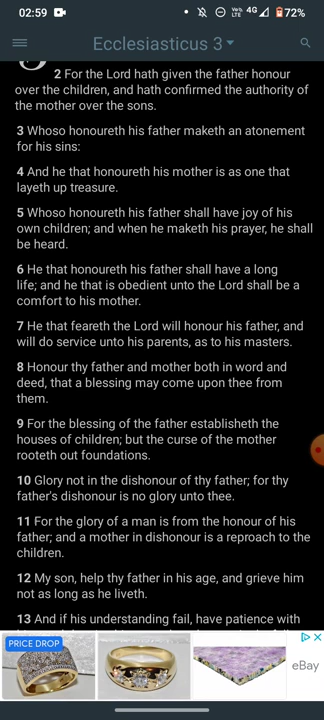 02:59
Vo LTE 4G 72%
Ecclesiasticus 3
2 For the Lord hath given the father honour
over the children, and hath confirmed the authority of
the mother over the sons.
3 Whoso honoureth his father maketh an atonement
for his sins:
4 And he that honoureth his mother is as one that
layeth up treasure.
5 Whoso honoureth his father shall have joy of his
own children; and when he maketh his prayer, he shall
be heard.
6 He that honoureth his father shall have a long
life; and he that is obedient unto the Lord shall be a
comfort to his mother.
7 He that feareth the Lord will honour his father, and
will do service unto his parents, as to his masters.
8 Honour thy father and mother both in word and
deed, that a blessing may come upon thee from
them.
9 For the blessing of the father establisheth the
houses of children; but the curse of the mother
rooteth out foundations.
10 Glory not in the dishonour of thy father; for thy
father's dishonour is no glory unto thee.
11 For the glory of a man is from the honour of his
father; and a mother in dishonour is a reproach to the
children.
12 My son, help thy father in his age, and grieve him
not as long as he liveth.
13 And if his understanding fail, have patience with
PRICE DROP
eBay